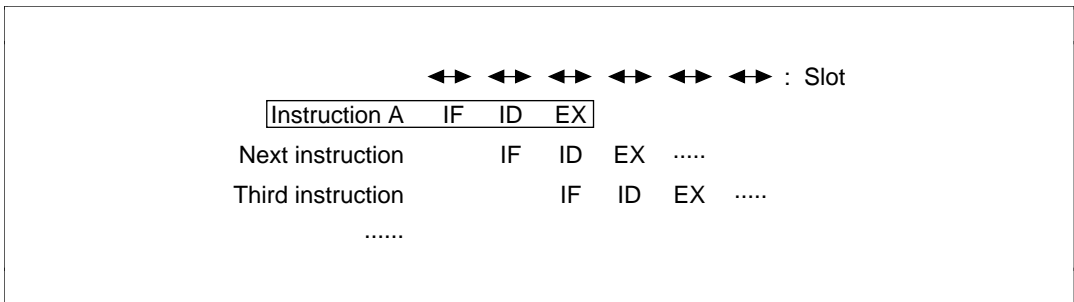 : Slot
Instruction A IF ID EX
Next instruction IF ID EX .....
Third instruction IF ID EX .....
......